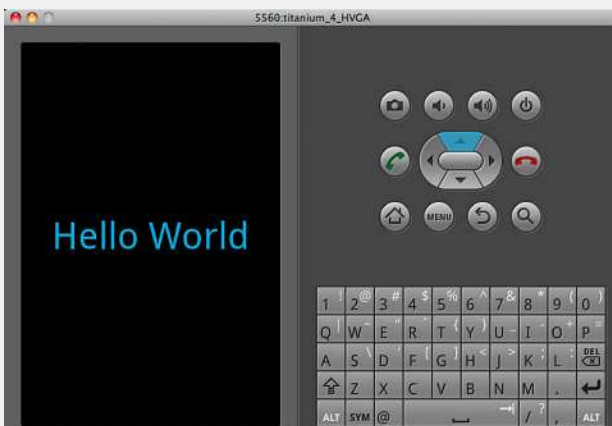 5560:titanium_4_HVGA
Hello World
MENU
1 ! 2 @ 3 # 4 $ 5 % 6 ^ 7 & 8 * 9 ( 0 )
Q | W ~ E " R ` T { Y } U _ I - O + P =
A S \ D ' F [ G ] H < J > K ; L : DEL
Z X C V B N M .
ALT SYM @ / ? , ALT